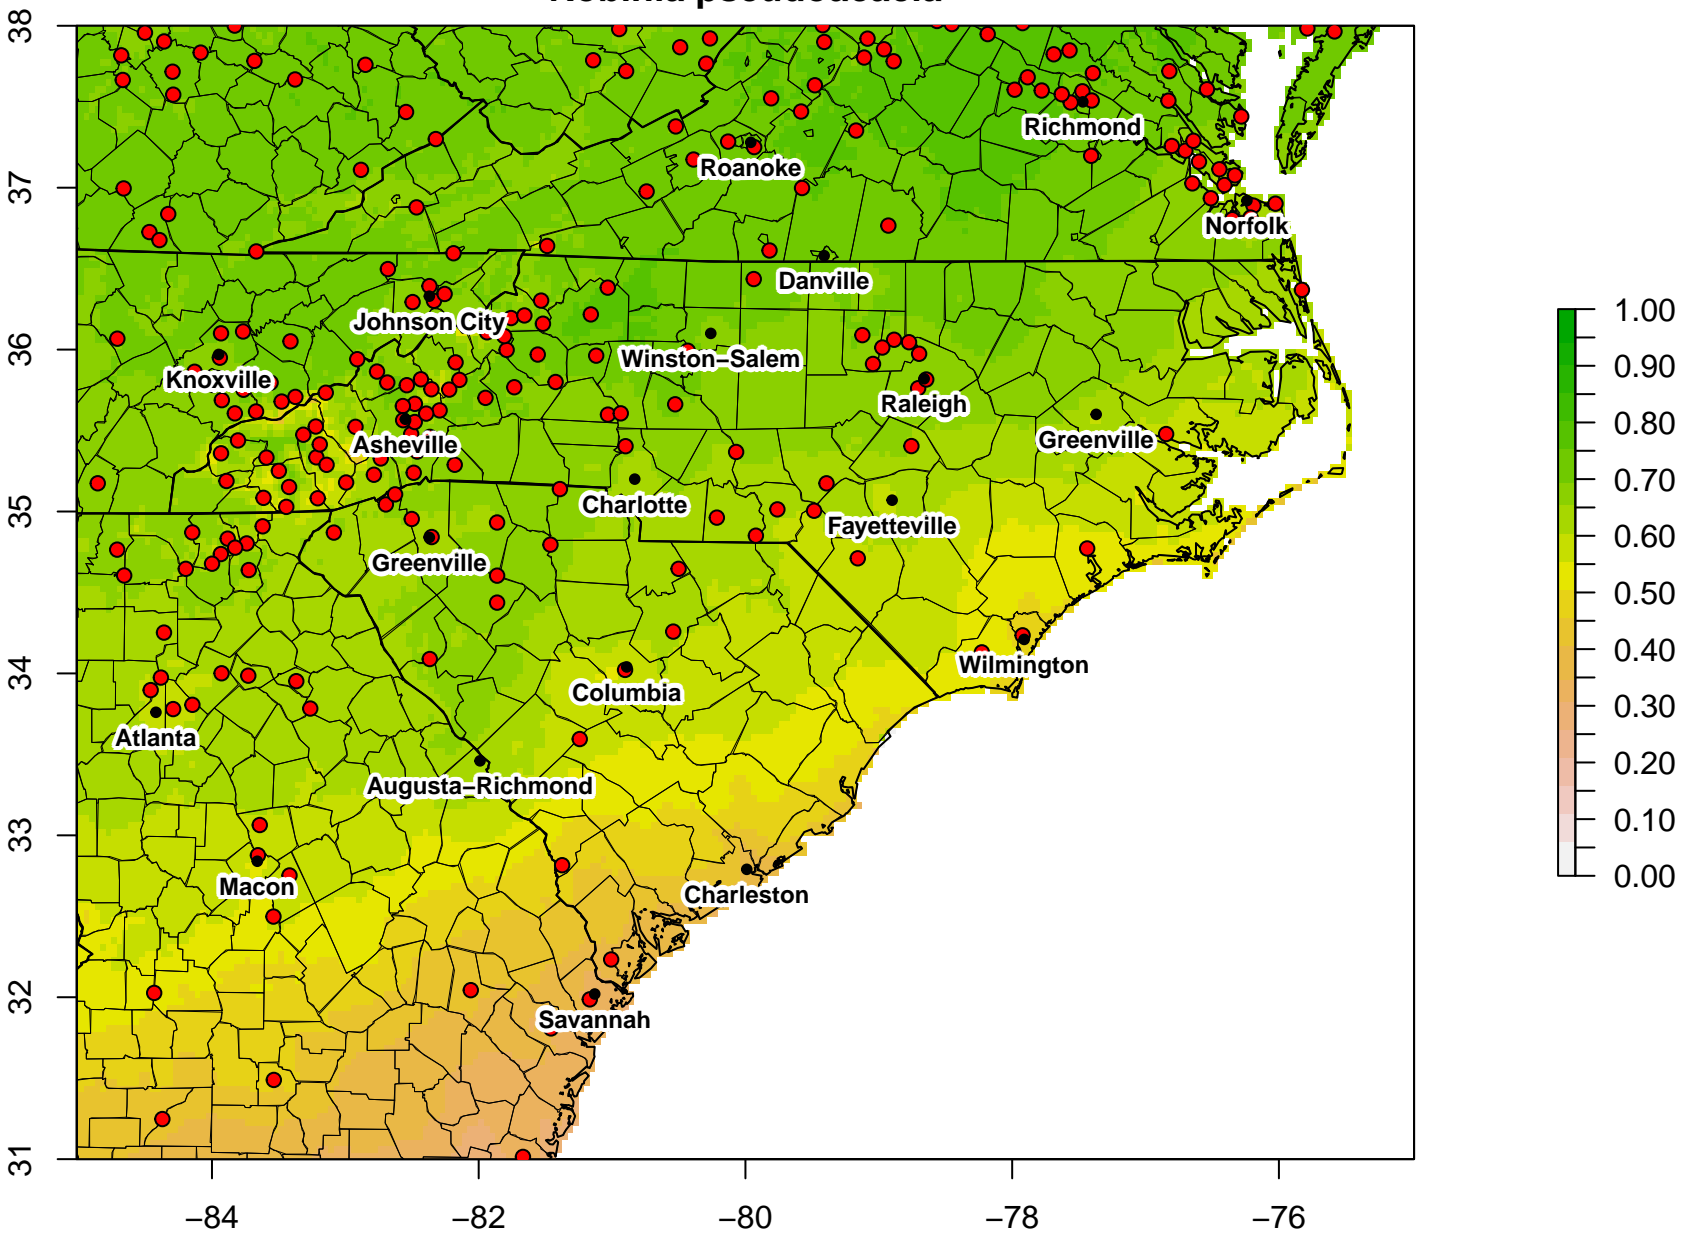 Robinia pseudoacacia
38
37
36
35
34
33
32
31
Richmond
Roanoke
Norfolk
Danville
Johnson City
Winston−Salem
Knoxville
Raleigh
Greenville
Asheville
Charlotte
Fayetteville
Greenville
Wilmington
Columbia
Atlanta
Augusta−Richmond
Macon
Charleston
Savannah
−84
−82
−80
−78
−76
1.00
0.90
0.80
0.70
0.60
0.50
0.40
0.30
0.20
0.10
0.00